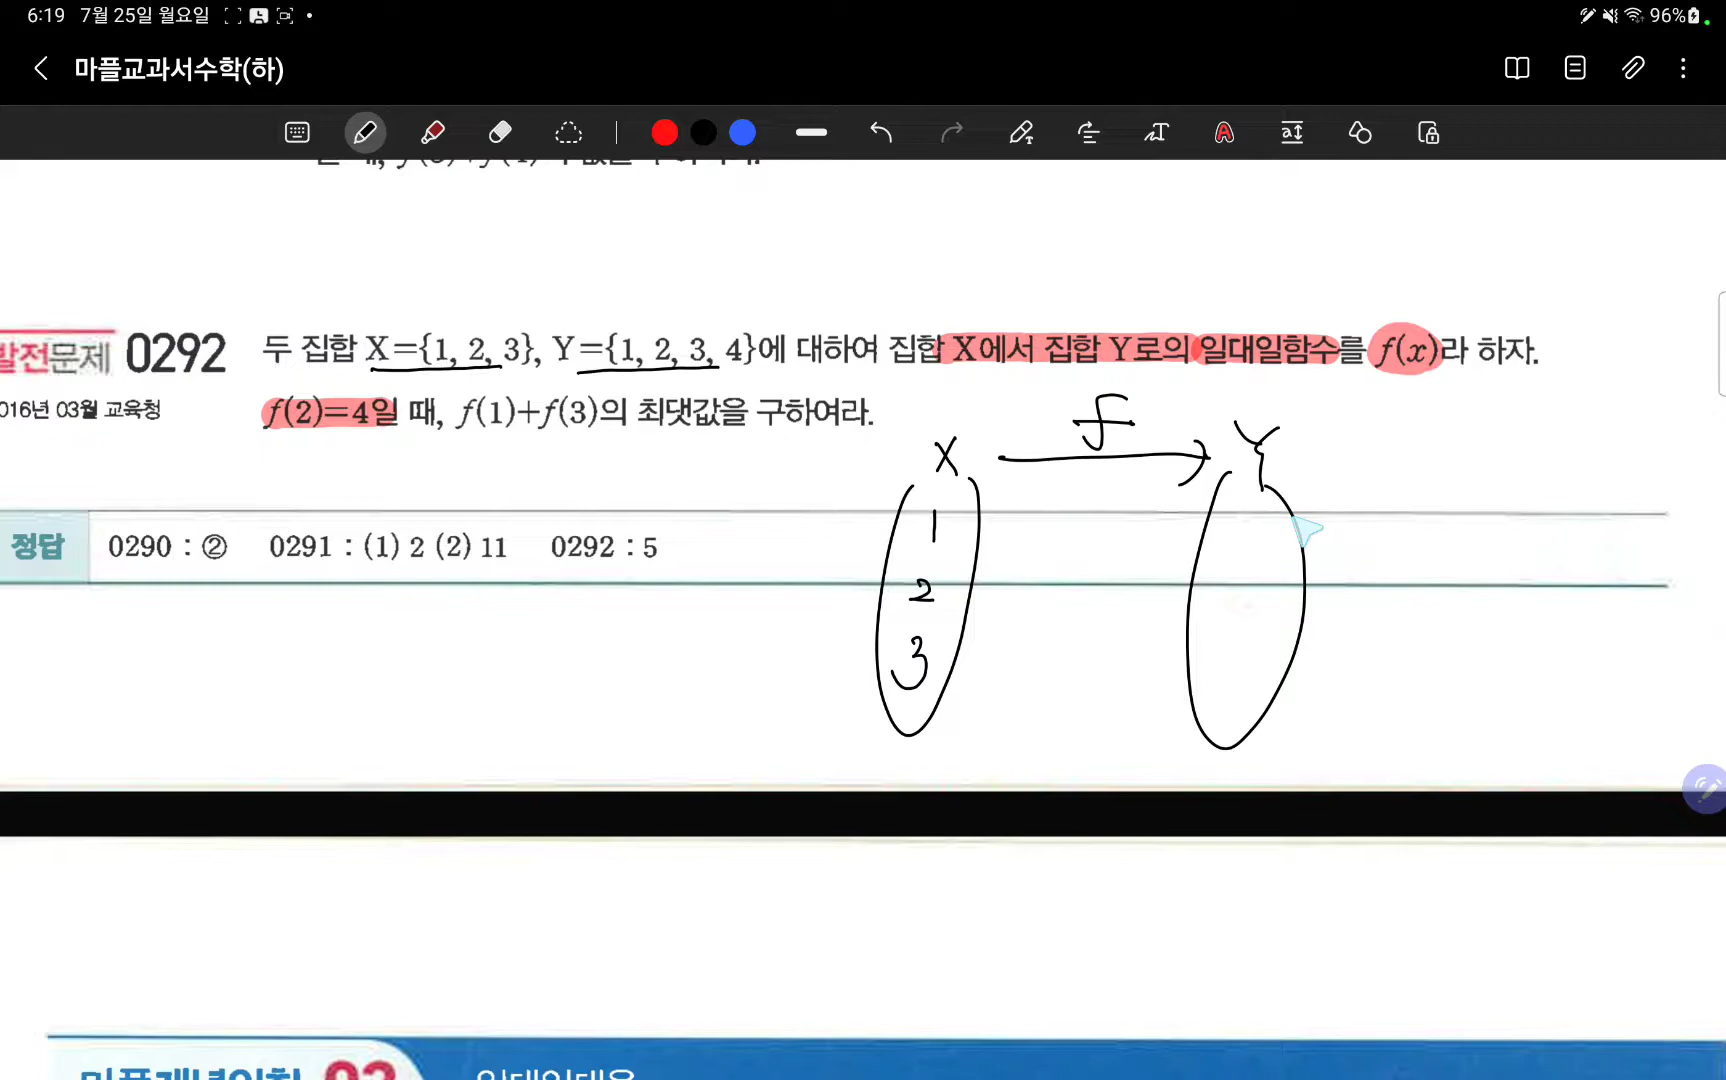 6:19 7월 25일 월요일 96%
마플교과서수학(하)
발전문제 0292 두 집합 X={1, 2, 3}, Y={1, 2, 3, 4}에 대하여 집합 X에서 집합 Y로의 일대일함수를 f(x)라 하자.
016년 03월 교육청 f(2)=4일 때, f(1)+f(3)의 최댓값을 구하여라.
X f Y
1
2
3
정답 0290 : ② 0291 : (1) 2 (2) 11 0292 : 5